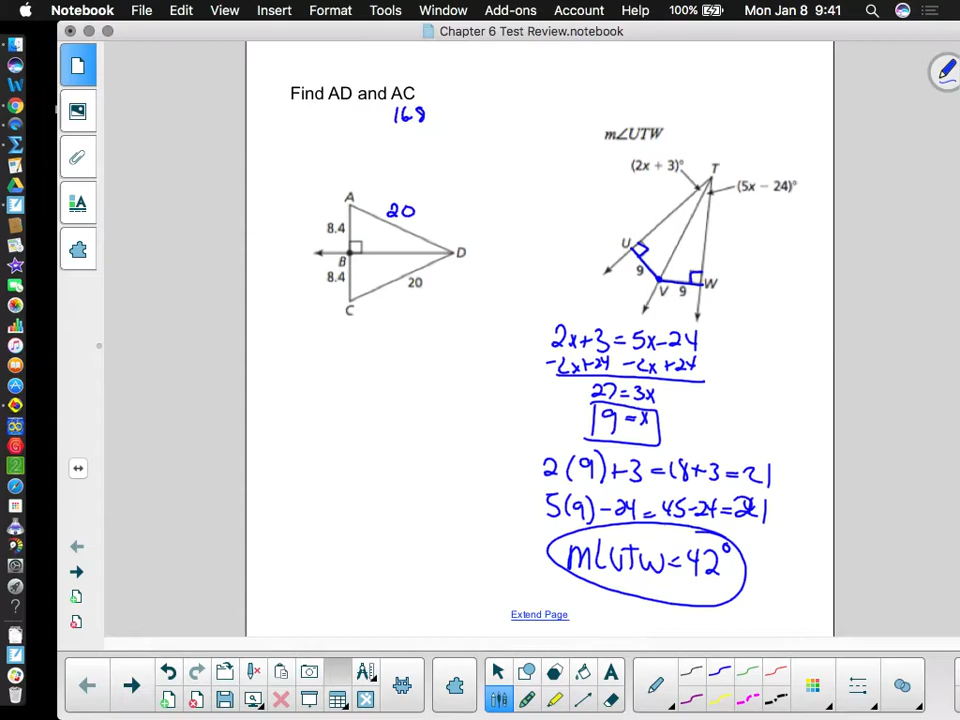 Notebook File Edit View Insert Format Tools Window Add-ons Account Help 100% Mon Jan 8 9:41
Chapter 6 Test Review.notebook
Find AD and AC
16.8
A
20
8.4
B
D
8.4
20
C
m∠UTW
(2x + 3)°
T
(5x − 24)°
U
9
V
9
W
2x+3=5x-24
-2x+24 -2x+24
27=3x
9=x
2(9)+3=18+3=21
5(9)-24=45-24=21
m∠UTW=42°
Extend Page